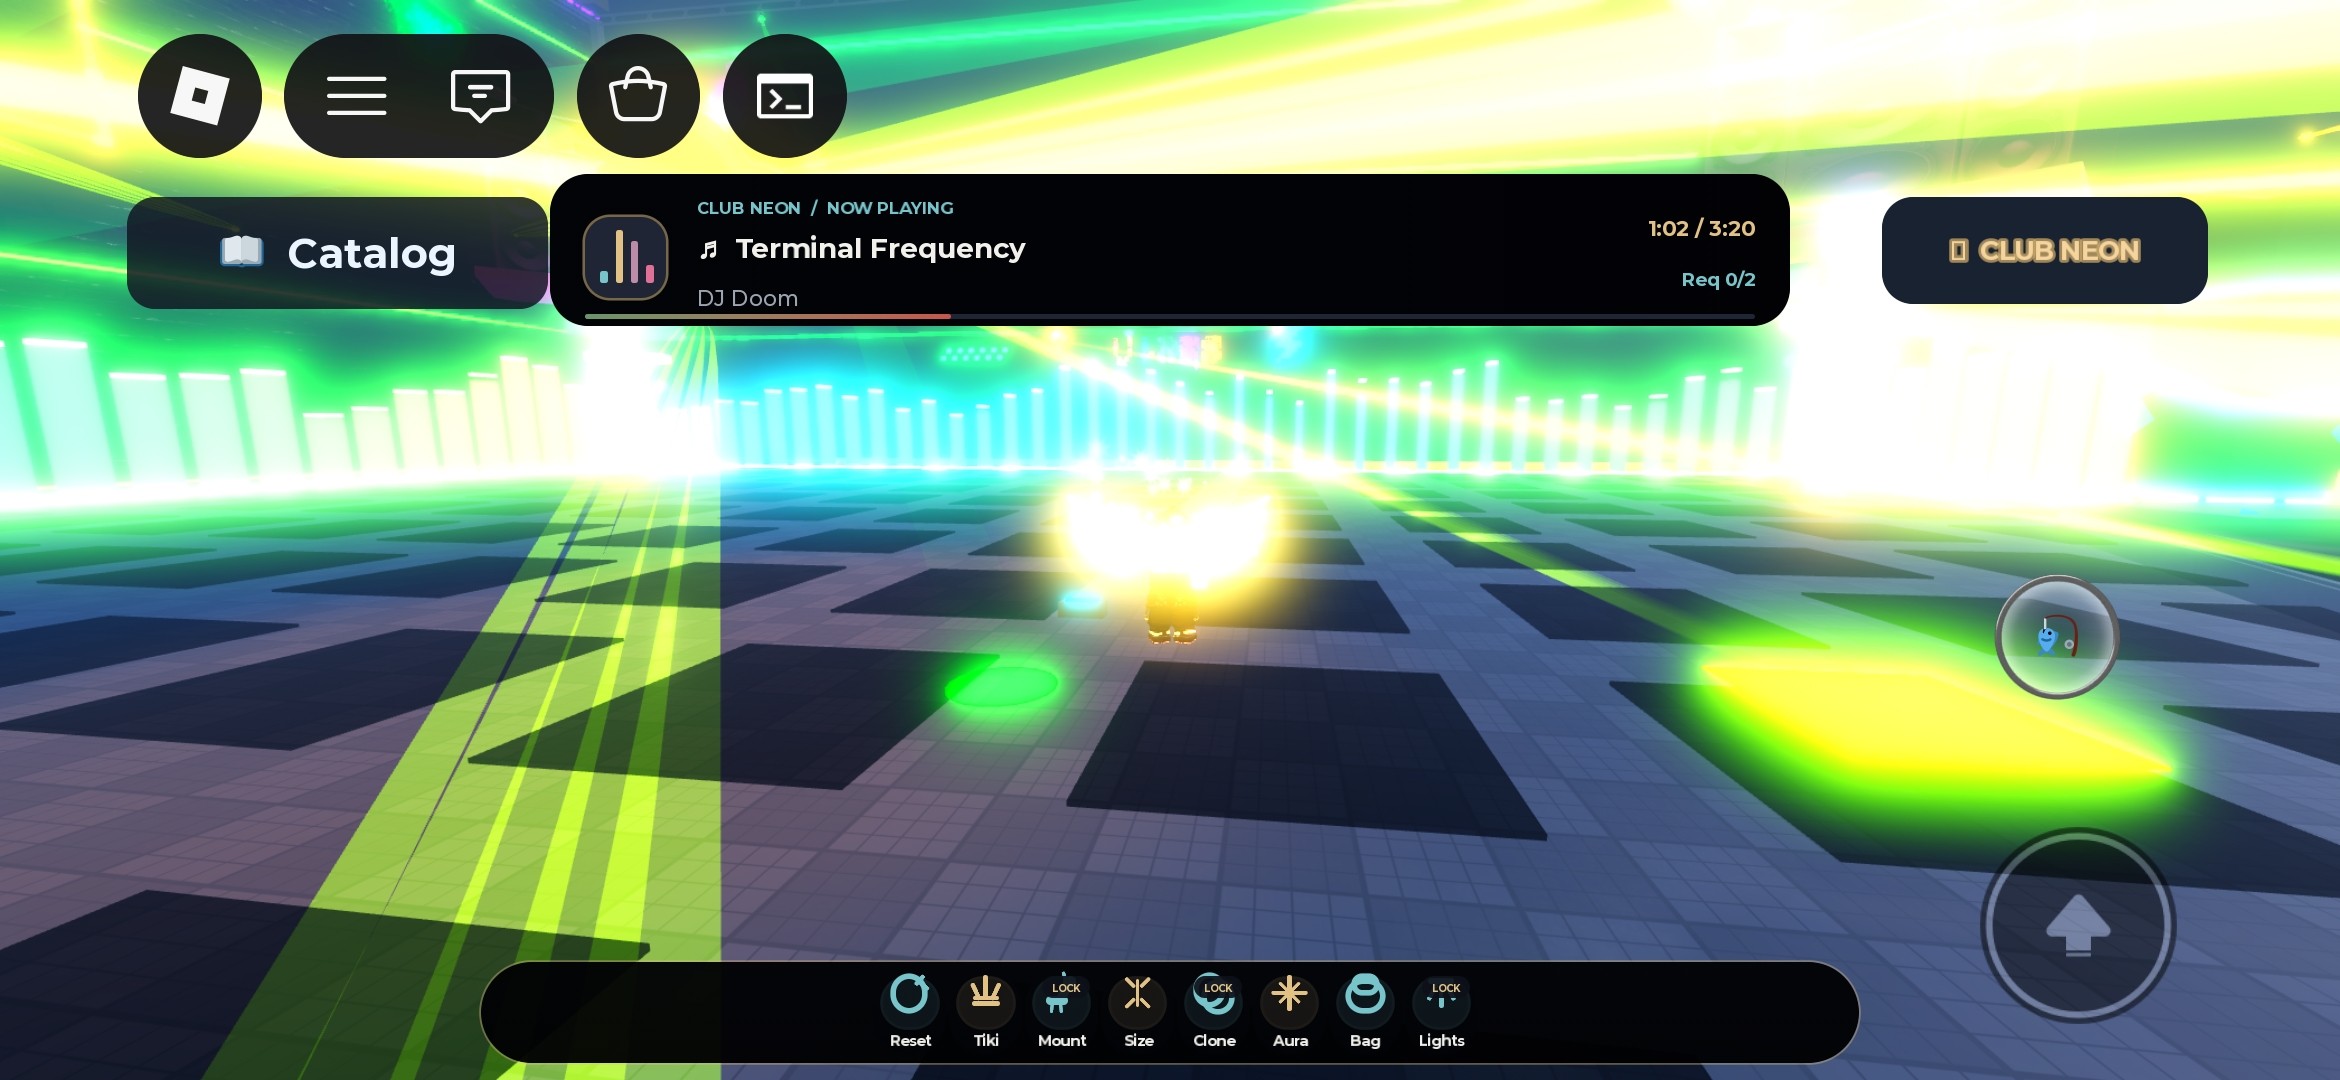 Catalog
CLUB NEON / NOW PLAYING
♬ Terminal Frequency
DJ Doom
1:02 / 3:20
Req 0/2
CLUB NEON
LOCK
LOCK
LOCK
Reset
Tiki
Mount
Size
Clone
Aura
Bag
Lights